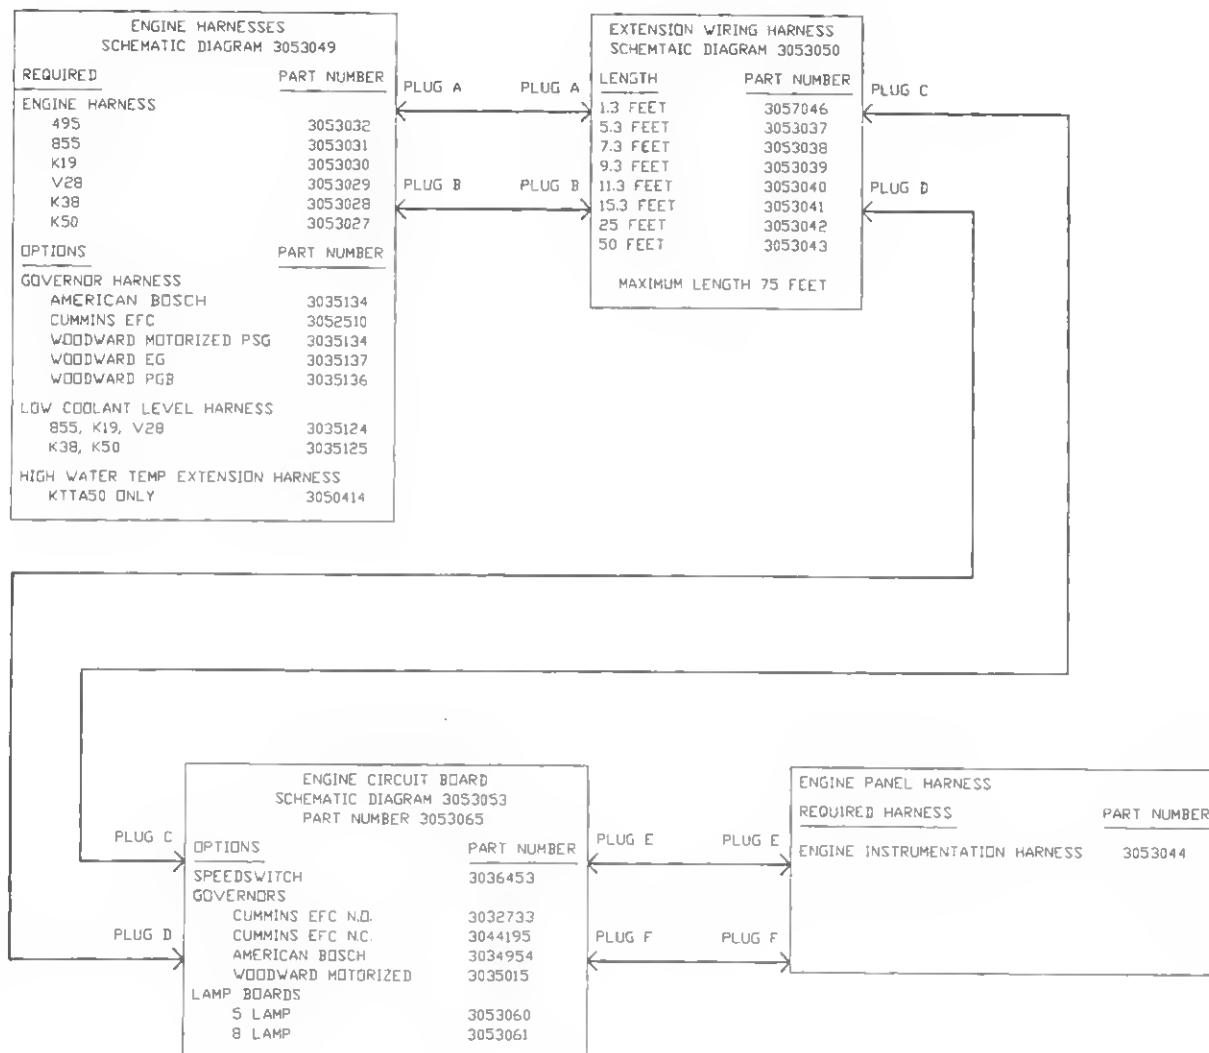 ENGINE HARNESSES
SCHEMATIC DIAGRAM 3053049
REQUIRED PART NUMBER
ENGINE HARNESS
495 3053032
855 3053031
K19 3053030
V28 3053029
K38 3053028
K50 3053027
OPTIONS PART NUMBER
GOVERNOR HARNESS
AMERICAN BOSCH 3035134
CUMMINS EFC 3052510
WOODWARD MOTORIZED PSG 3035134
WOODWARD EG 3035137
WOODWARD PGB 3035136
LOW COOLANT LEVEL HARNESS
855, K19, V28 3035124
K38, K50 3035125
HIGH WATER TEMP EXTENSION HARNESS
KTTA50 ONLY 3050414
PLUG A PLUG A
PLUG B PLUG B
EXTENSION WIRING HARNESS
SCHEMTAIC DIAGRAM 3053050
LENGTH PART NUMBER
1.3 FEET 3057046
5.3 FEET 3053037
7.3 FEET 3053038
9.3 FEET 3053039
11.3 FEET 3053040
15.3 FEET 3053041
25 FEET 3053042
50 FEET 3053043
MAXIMUM LENGTH 75 FEET
PLUG C
PLUG D
PLUG C
PLUG D
ENGINE CIRCUIT BOARD
SCHEMATIC DIAGRAM 3053053
PART NUMBER 3053065
OPTIONS PART NUMBER
SPEEDSWITCH 3036453
GOVERNORS
CUMMINS EFC N.O. 3032733
CUMMINS EFC N.C. 3044195
AMERICAN BOSCH 3034954
WOODWARD MOTORIZED 3035015
LAMP BOARDS
5 LAMP 3053060
8 LAMP 3053061
PLUG E PLUG E
PLUG F PLUG F
ENGINE PANEL HARNESS
REQUIRED HARNESS PART NUMBER
ENGINE INSTRUMENTATION HARNESS 3053044